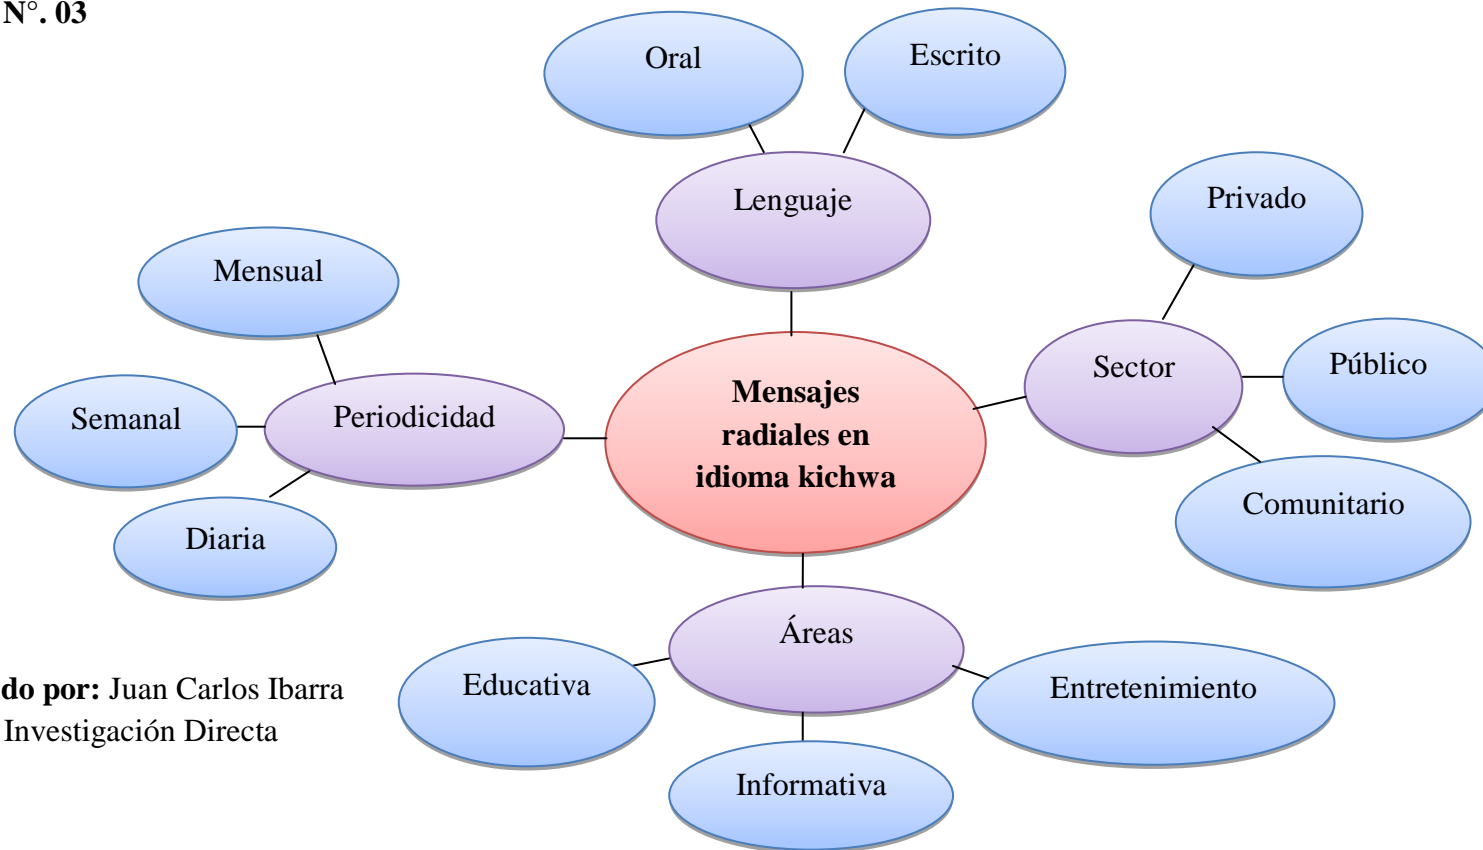 N°. 03
Oral
Escrito
Lenguaje
Privado
Mensual
Sector
Público
Semanal
Periodicidad
Mensajes
radiales en
idioma kichwa
Comunitario
Diaria
Áreas
Educativa
Entretenimiento
do por: Juan Carlos Ibarra
Investigación Directa
Informativa